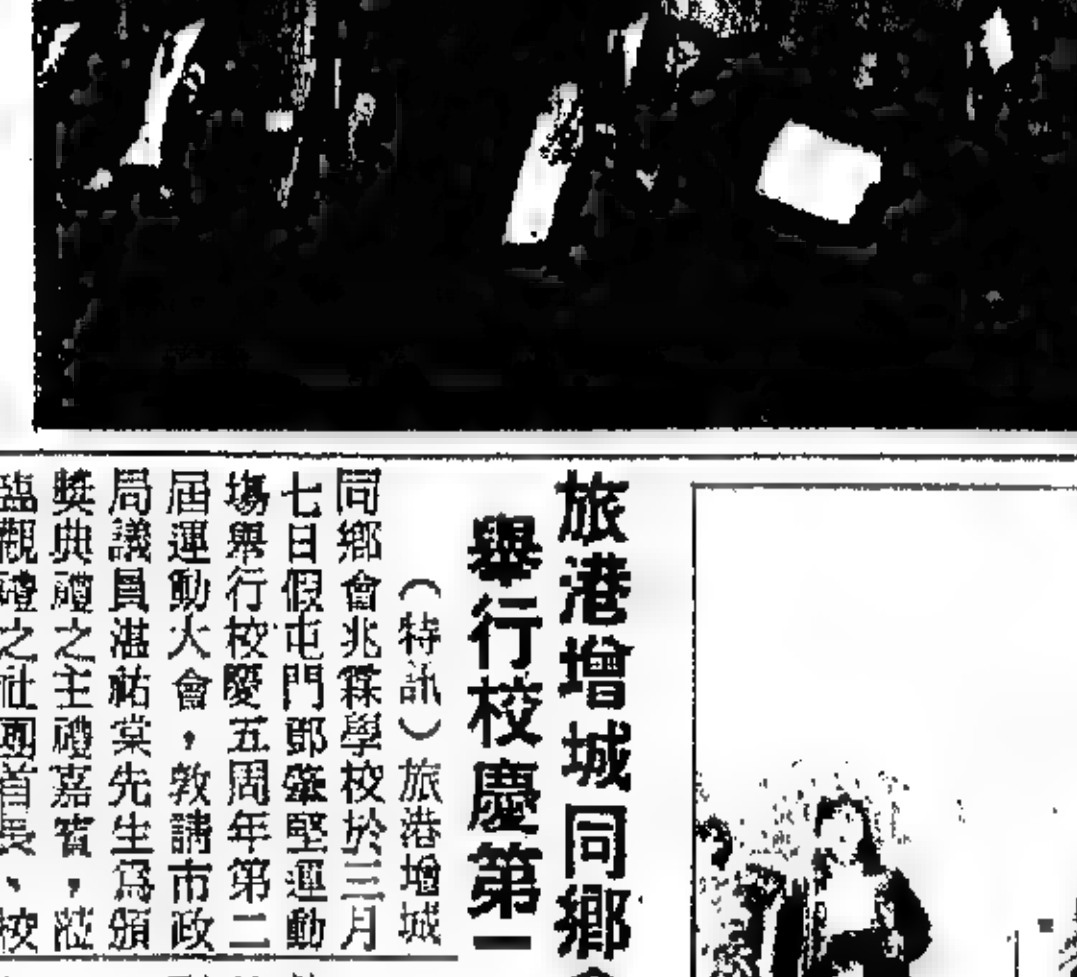 旅港增城同鄉
舉行校慶第
（特訊）旅港增城
同鄉會兆霖學校於三月
七日假屯門鄧肇堅運動
塲舉行校慶五周年第二
屆運動大會，敦請市政
局議員湛祐棠先生為頒
獎典禮之主禮嘉賓，蒞
臨觀禮之社團首長、校